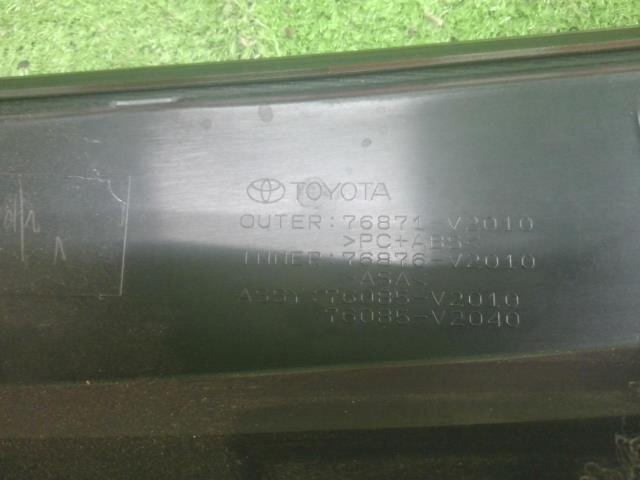 TOYOTA
OUTER:76871-V2010
>PC+ABS<
INNER:76876-V2010
>ASA<
ASSY:76085-V2010
76085-V2040